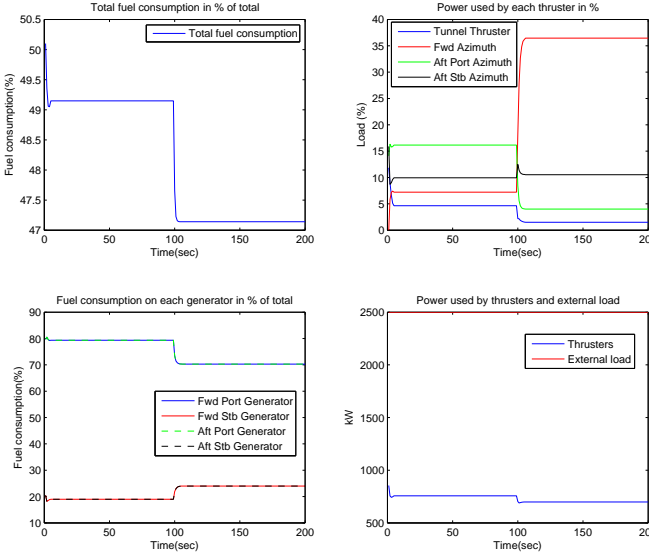 Total fuel consumption in % of total
Fuel consumption(%)
50.5
50
49.5
49
48.5
48
47.5
47
Total fuel consumption
0
50
100
150
200
Time(sec)
Power used by each thruster in %
Load (%)
40
35
30
25
20
15
10
5
0
Tunnel Thruster
Fwd Azimuth
Aft Port Azimuth
Aft Stb Azimuth
0
50
100
150
200
Time(sec)
Fuel consumption on each generator in % of total
Fuel consumption(%)
90
80
70
60
50
40
30
20
10
Fwd Port Generator
Fwd Stb Generator
Aft Port Generator
Aft Stb Generator
0
50
100
150
200
Time(sec)
Power used by thrusters and external load
kW
2500
2000
1500
1000
500
Thrusters
External load
0
50
100
150
200
Time(sec)